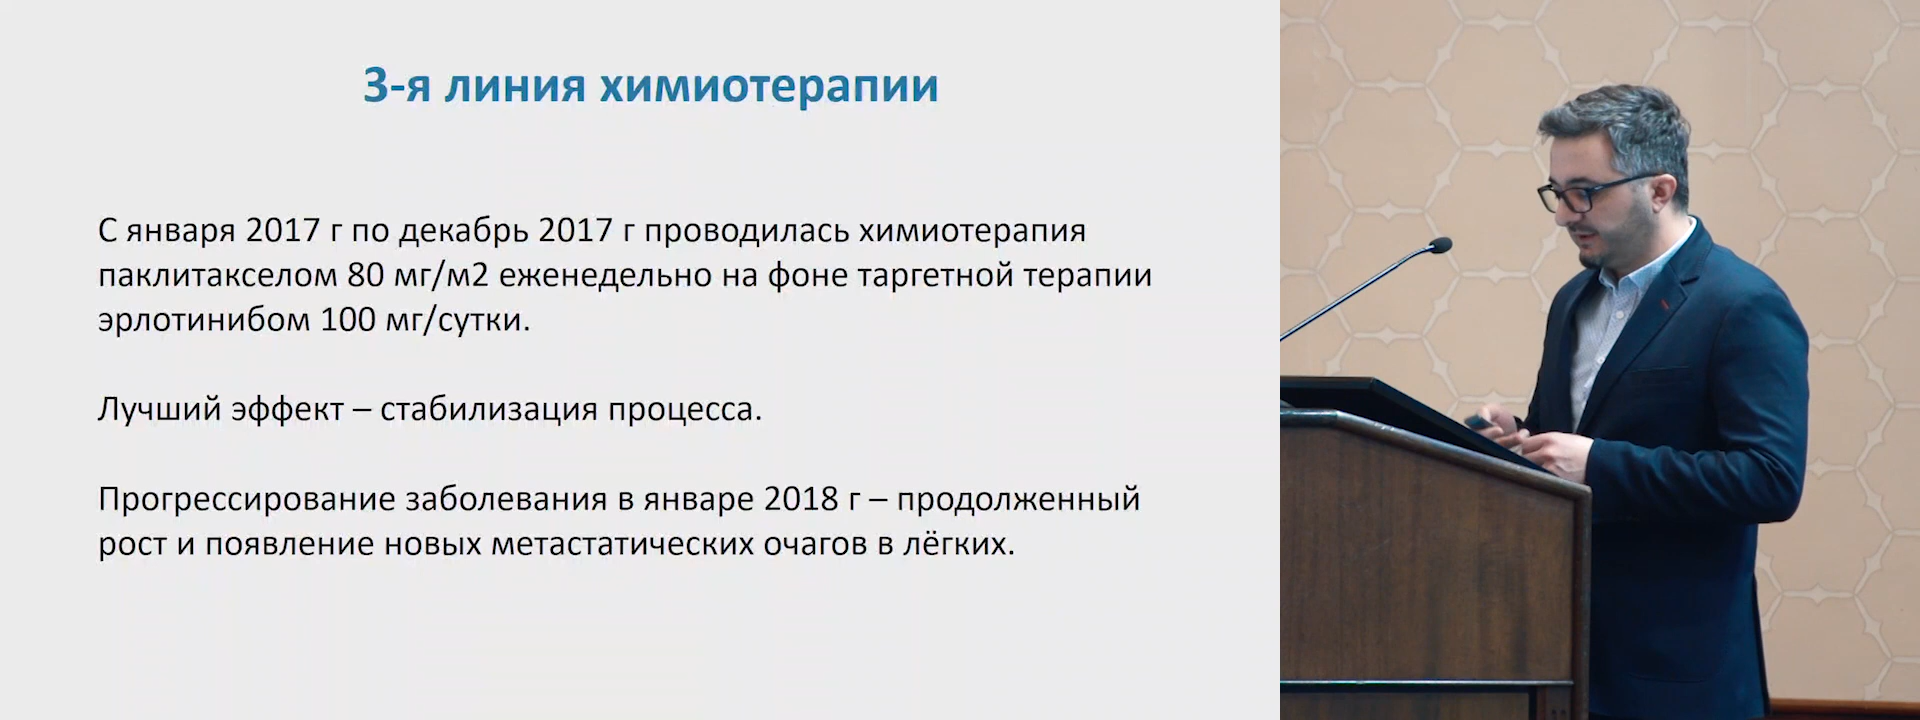 3-я линия химиотерапии
С января 2017 г по декабрь 2017 г проводилась химиотерапия
паклитакселом 80 мг/м2 еженедельно на фоне таргетной терапии
эрлотинибом 100 мг/сутки.
Лучший эффект – стабилизация процесса.
Прогрессирование заболевания в январе 2018 г – продолженный
рост и появление новых метастатических очагов в лёгких.